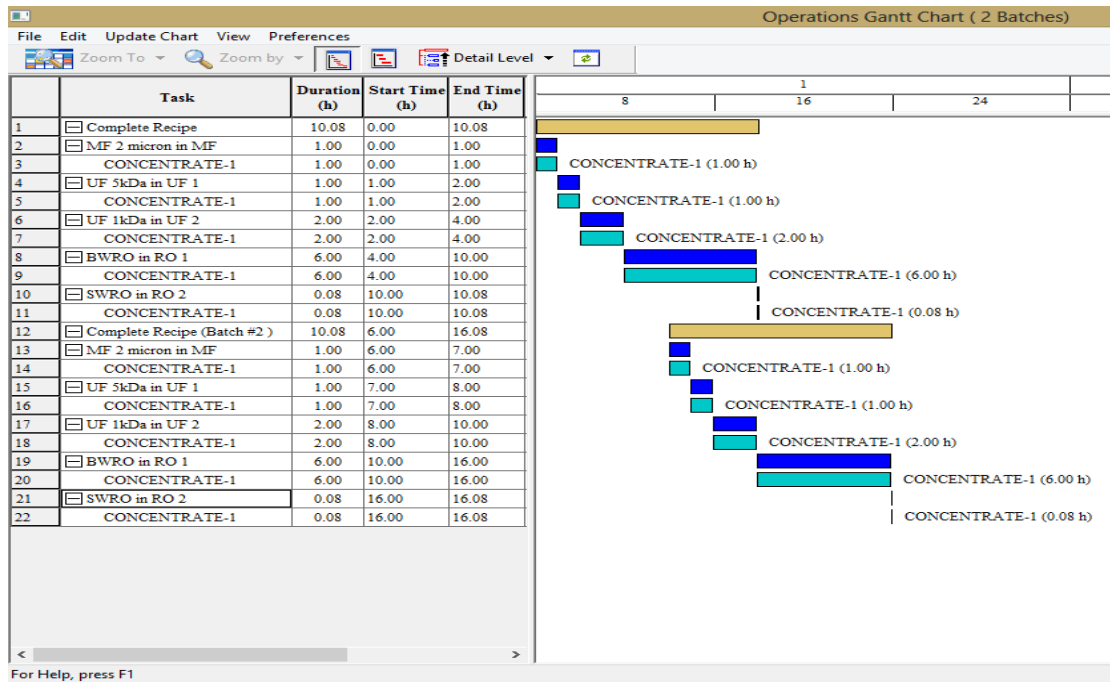 Operations Gantt Chart ( 2 Batches)
File Edit Update Chart View Preferences
Zoom To Zoom by Detail Level
Task Duration (h) Start Time (h) End Time (h)
1
8 16 24
1 Complete Recipe 10.08 0.00 10.08
2 MF 2 micron in MF 1.00 0.00 1.00
3 CONCENTRATE-1 1.00 0.00 1.00 CONCENTRATE-1 (1.00 h)
4 UF 5kDa in UF 1 1.00 1.00 2.00
5 CONCENTRATE-1 1.00 1.00 2.00 CONCENTRATE-1 (1.00 h)
6 UF 1kDa in UF 2 2.00 2.00 4.00
7 CONCENTRATE-1 2.00 2.00 4.00 CONCENTRATE-1 (2.00 h)
8 BWRO in RO 1 6.00 4.00 10.00
9 CONCENTRATE-1 6.00 4.00 10.00 CONCENTRATE-1 (6.00 h)
10 SWRO in RO 2 0.08 10.00 10.08
11 CONCENTRATE-1 0.08 10.00 10.08 CONCENTRATE-1 (0.08 h)
12 Complete Recipe (Batch #2 ) 10.08 6.00 16.08
13 MF 2 micron in MF 1.00 6.00 7.00
14 CONCENTRATE-1 1.00 6.00 7.00 CONCENTRATE-1 (1.00 h)
15 UF 5kDa in UF 1 1.00 7.00 8.00
16 CONCENTRATE-1 1.00 7.00 8.00 CONCENTRATE-1 (1.00 h)
17 UF 1kDa in UF 2 2.00 8.00 10.00
18 CONCENTRATE-1 2.00 8.00 10.00 CONCENTRATE-1 (2.00 h)
19 BWRO in RO 1 6.00 10.00 16.00
20 CONCENTRATE-1 6.00 10.00 16.00 CONCENTRATE-1 (6.00 h)
21 SWRO in RO 2 0.08 16.00 16.08
22 CONCENTRATE-1 0.08 16.00 16.08 CONCENTRATE-1 (0.08 h)
For Help, press F1